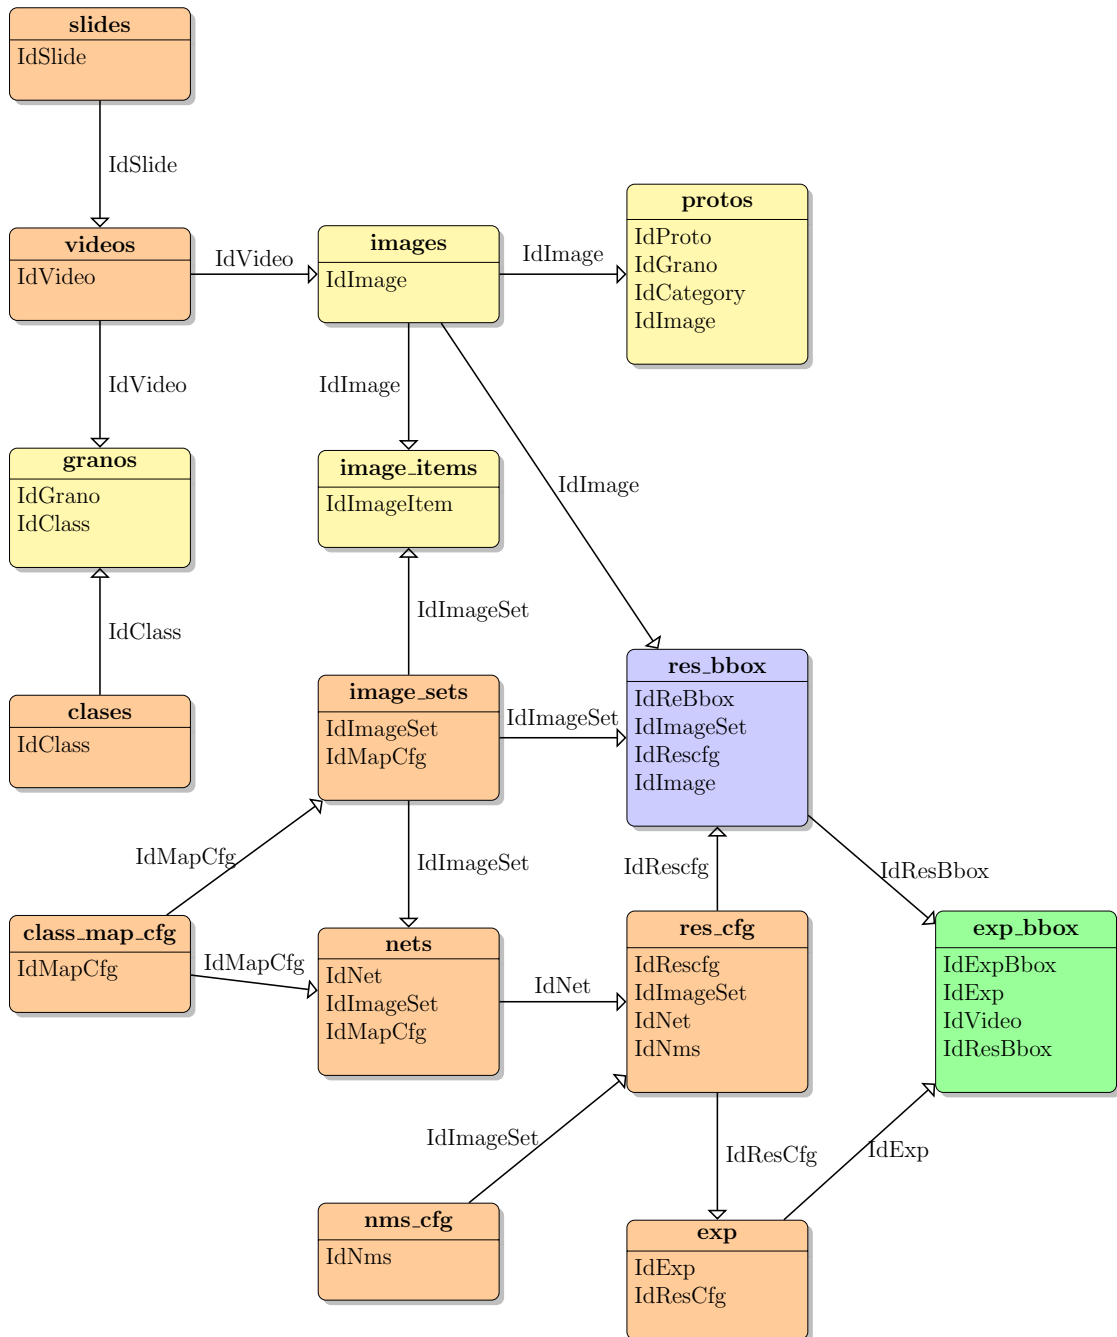 slides
IdSlide
IdSlide
videos
IdVideo
IdVideo
images
IdImage
IdImage
protos
IdProto
IdGrano
IdCategory
IdImage
IdVideo
IdImage
IdImage
granos
IdGrano
IdClass
image_items
IdImageItem
IdClass
IdImageSet
clases
IdClass
image_sets
IdImageSet
IdMapCfg
IdImageSet
res_bbox
IdReBbox
IdImageSet
IdRescfg
IdImage
IdMapCfg
IdImageSet
IdRescfg
IdResBbox
class_map_cfg
IdMapCfg
IdMapCfg
nets
IdNet
IdImageSet
IdMapCfg
IdNet
res_cfg
IdRescfg
IdImageSet
IdNet
IdNms
exp_bbox
IdExpBbox
IdExp
IdVideo
IdResBbox
IdImageSet
IdResCfg
IdExp
nms_cfg
IdNms
exp
IdExp
IdResCfg